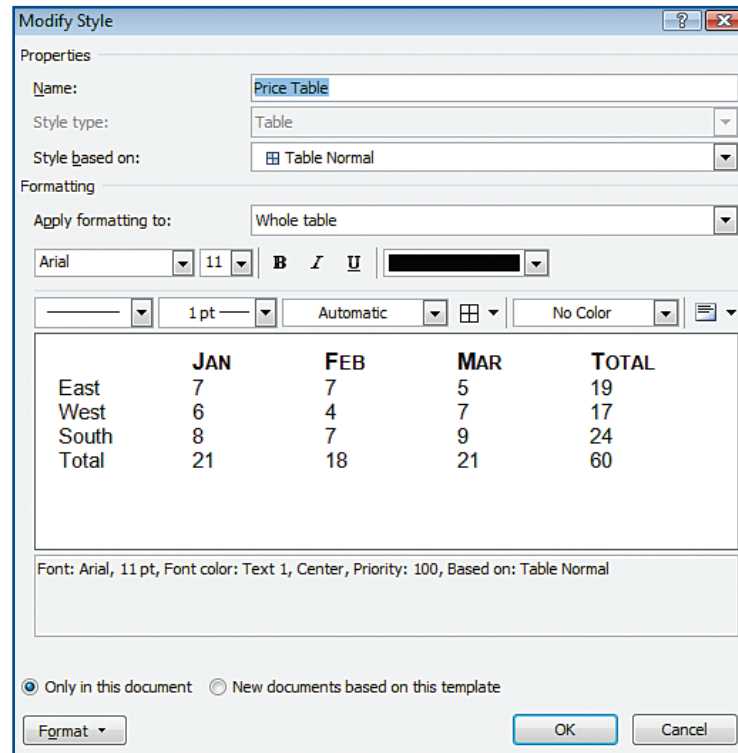 Modify Style
Properties
Name: Price Table
Style type: Table
Style based on: Table Normal
Formatting
Apply formatting to: Whole table
Arial 11 B I U
1 pt Automatic No Color
JAN FEB MAR TOTAL
East 7 7 5 19
West 6 4 7 17
South 8 7 9 24
Total 21 18 21 60
Font: Arial, 11 pt, Font color: Text 1, Center, Priority: 100, Based on: Table Normal
Only in this document New documents based on this template
Format OK Cancel